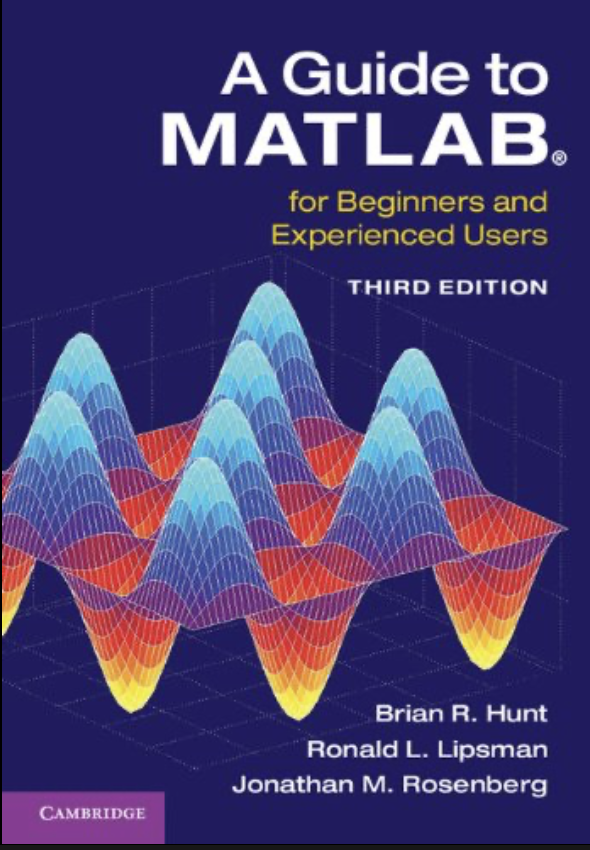 A Guide to
MATLAB®
for Beginners and
Experienced Users
THIRD EDITION
Brian R. Hunt
Ronald L. Lipsman
Jonathan M. Rosenberg
CAMBRIDGE